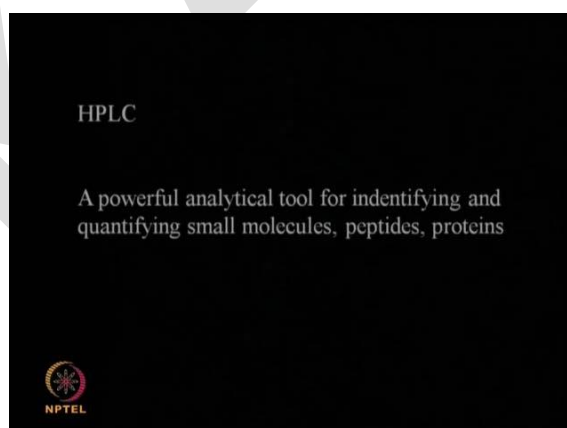 HPLC
A powerful analytical tool for indentifying and
quantifying small molecules, peptides, proteins
NPTEL